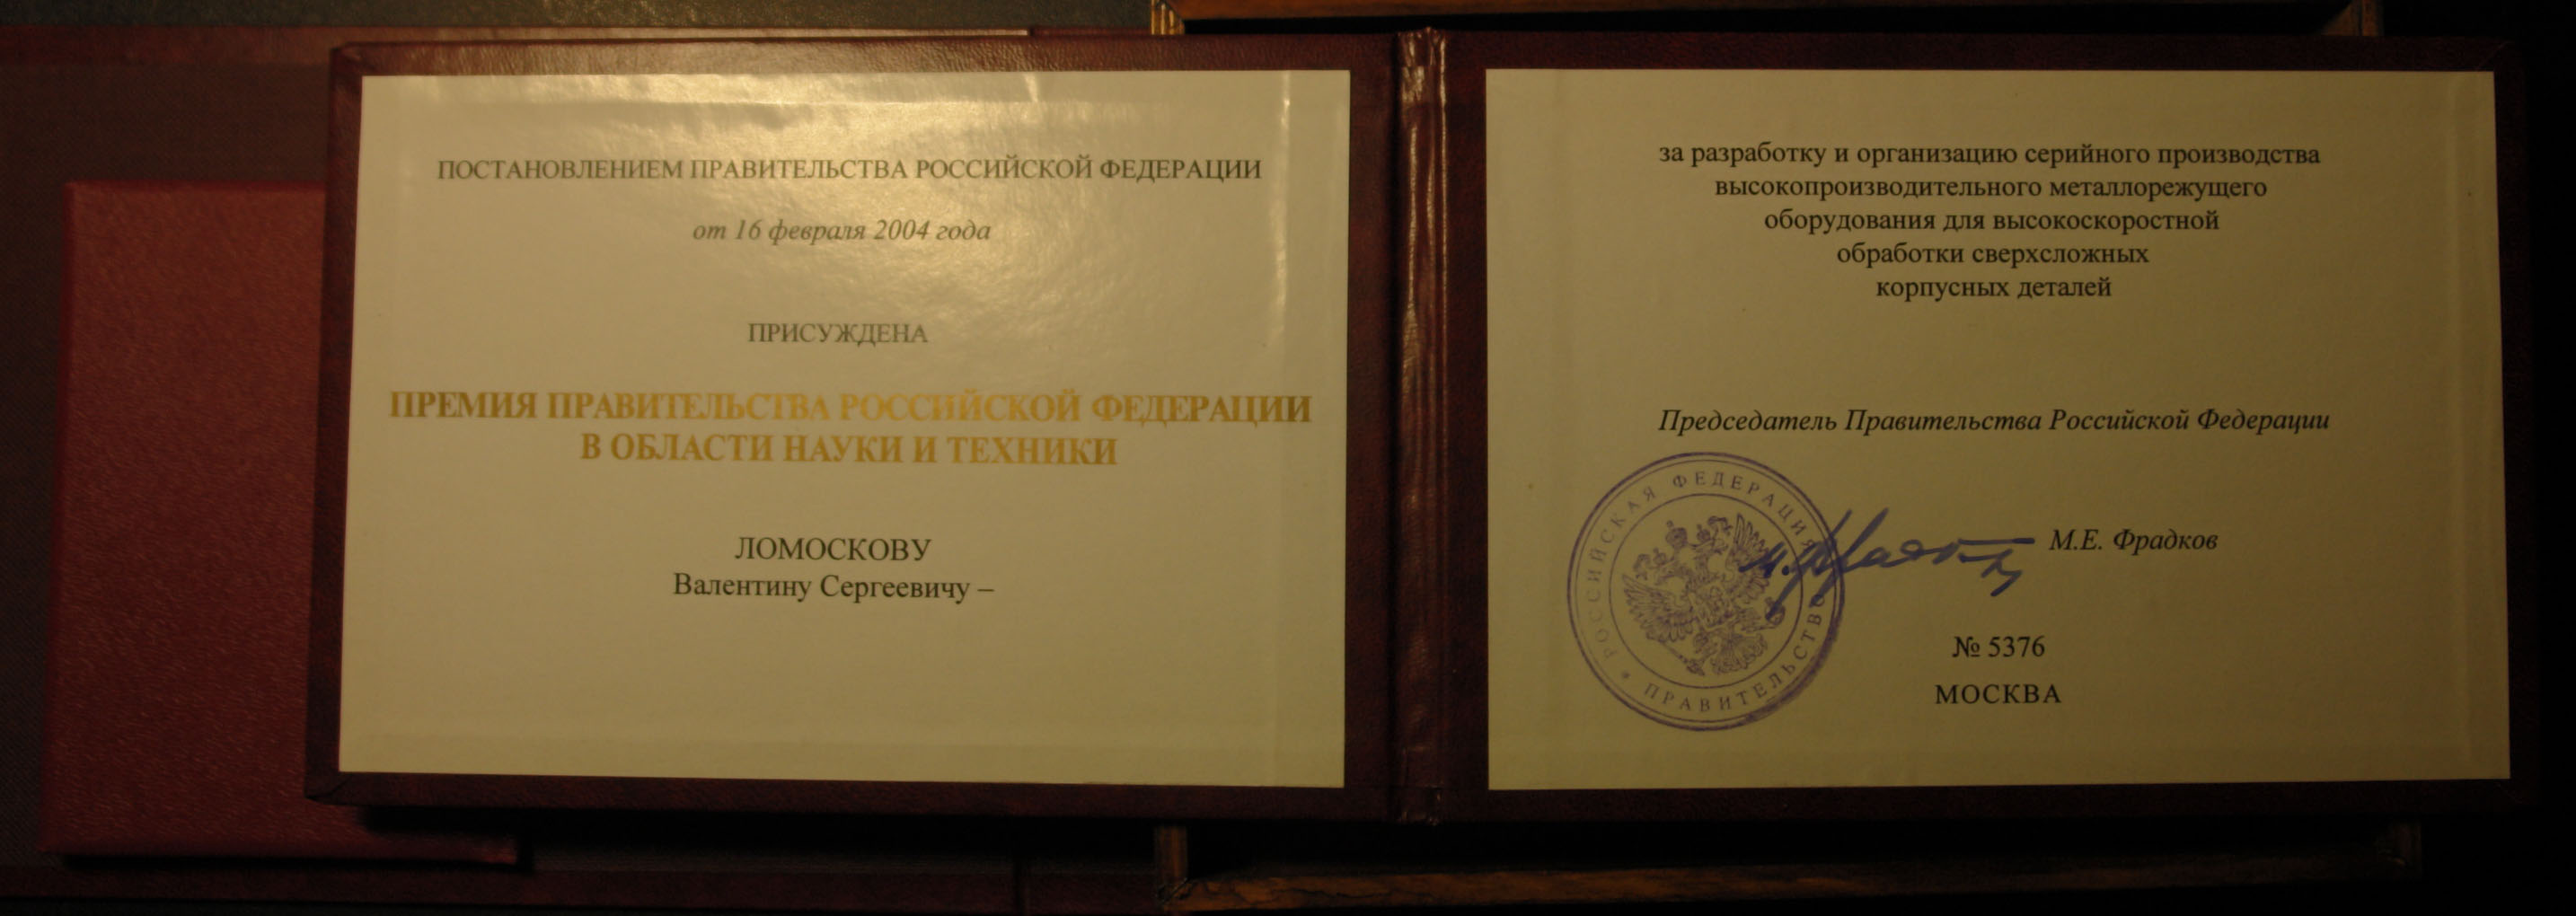 ПОСТАНОВЛЕНИЕМ ПРАВИТЕЛЬСТВА РОССИЙСКОЙ ФЕДЕРАЦИИ
от 16 февраля 2004 года
ПРИСУЖДЕНА
ПРЕМИЯ ПРАВИТЕЛЬСТВА РОССИЙСКОЙ ФЕДЕРАЦИИ
В ОБЛАСТИ НАУКИ И ТЕХНИКИ
ЛОМОСКОВУ
Валентину Сергеевичу –
за разработку и организацию серийного производства
высокопроизводительного металлорежущего
оборудования для высокоскоростной
обработки сверхсложных
корпусных деталей
Председатель Правительства Российской Федерации
РОССИЙСКАЯ ФЕДЕРАЦИЯ
ПРАВИТЕЛЬСТВО
М.Е. Фрадков
№ 5376
МОСКВА